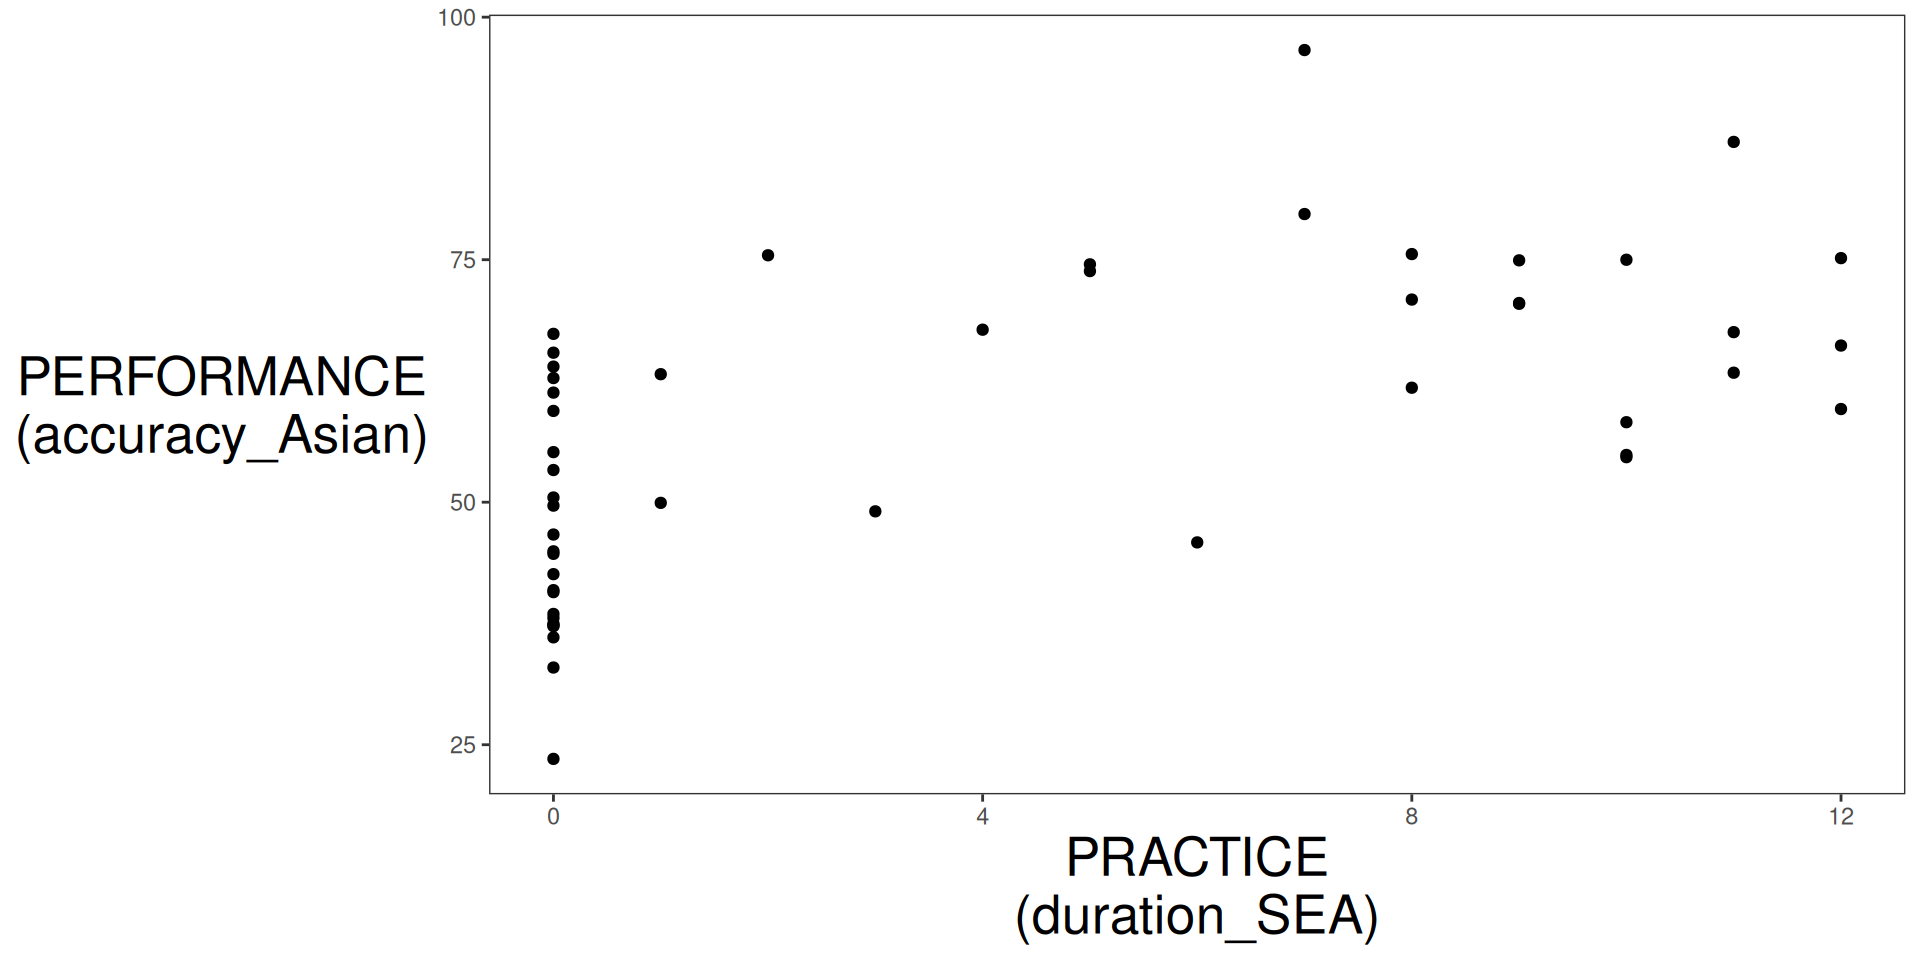 100
75
50
25
PERFORMANCE
(accuracy_Asian)
0 4 8 12
PRACTICE
(duration_SEA)